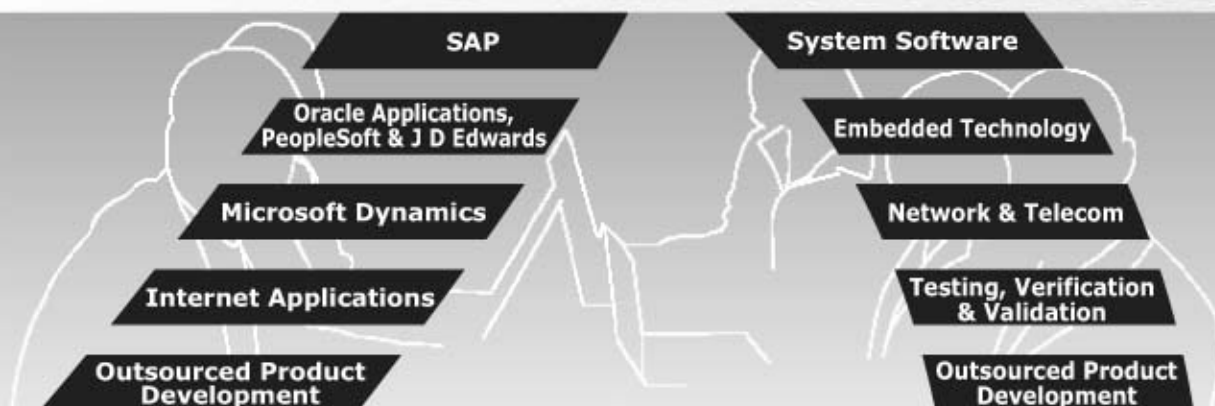 SAP
Oracle Applications,
PeopleSoft & J D Edwards
Microsoft Dynamics
Internet Applications
Outsourced Product
Development
System Software
Embedded Technology
Network & Telecom
Testing, Verification
& Validation
Outsourced Product
Development